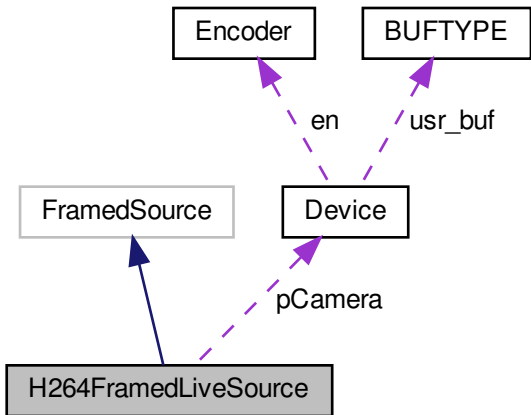 Encoder
BUFTYPE
en
usr_buf
FramedSource
Device
pCamera
H264FramedLiveSource